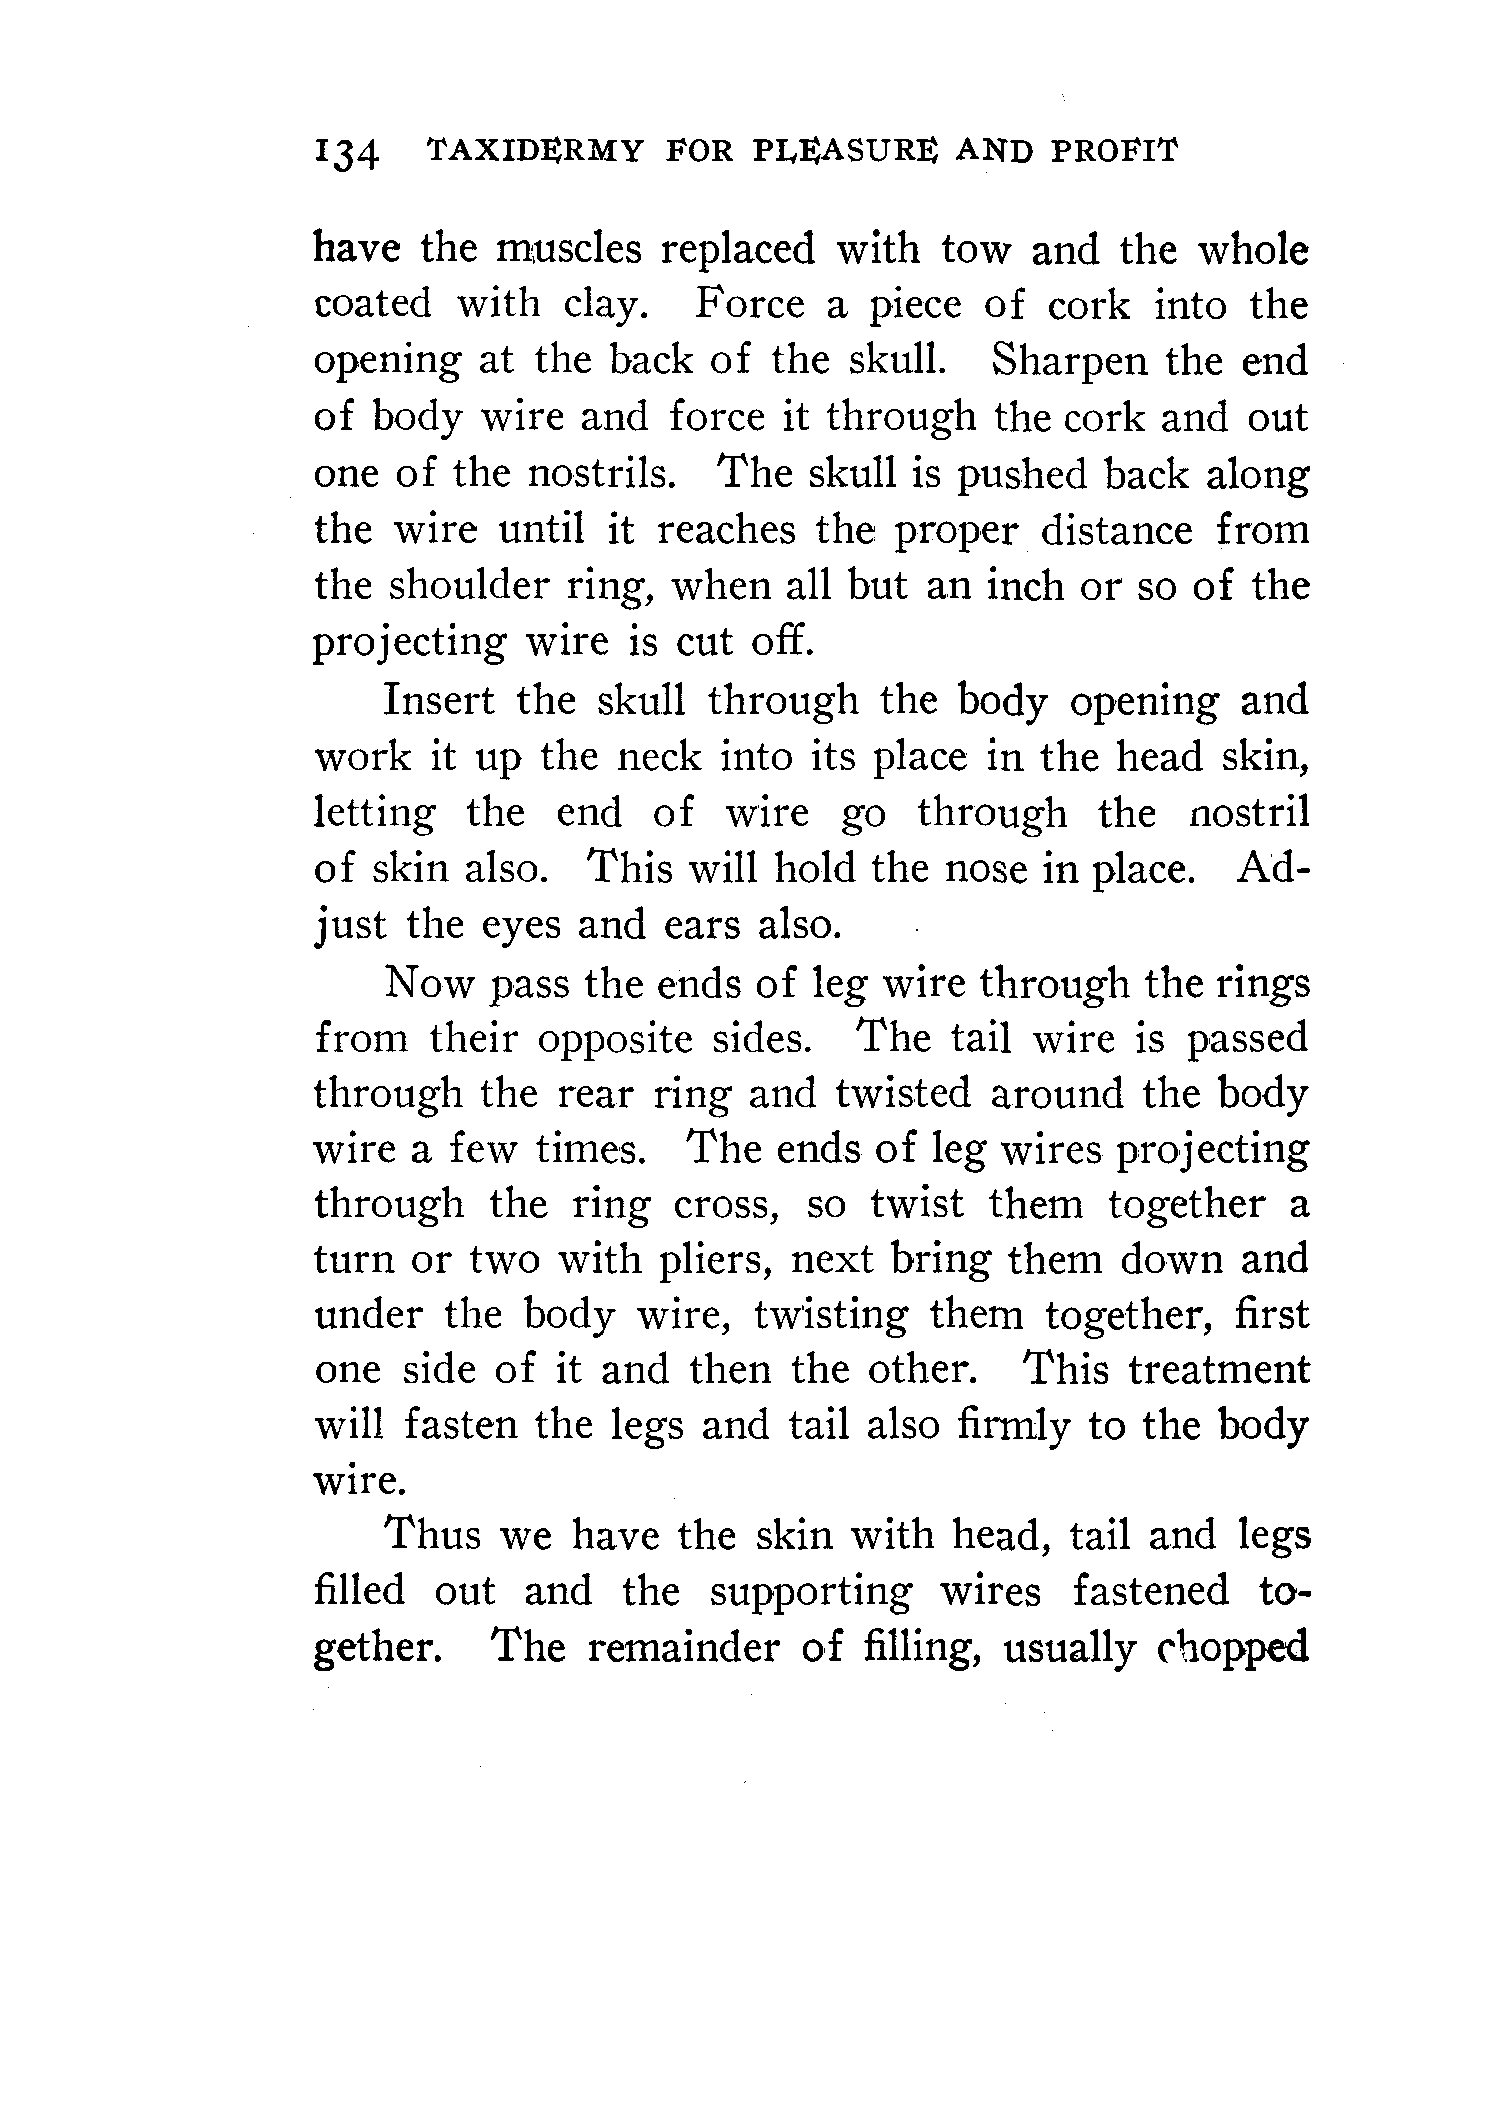 134 TAXIDERMY FOR PLEASURE AND PROFIT
have the muscles replaced with tow and the whole
coated with clay. Force a piece of cork into the
opening at the back of the skull. Sharpen the end
of body wire and force it through the cork and out
one of the nostrils. The skull is pushed back along
the wire until it reaches the proper distance from
the shoulder ring, when all but an inch or so of the
projecting wire is cut off.
Insert the skull through the body opening and
work it up the neck into its place in the head skin,
letting the end of wire go through the nostril
of skin also. This will hold the nose in place. Ad-
just the eyes and ears also.
Now pass the ends of leg wire through the rings
from their opposite sides. The tail wire is passed
through the rear ring and twisted around the body
wire a few times. The ends of leg wires projecting
through the ring cross, so twist them together a
turn or two with pliers, next bring them down and
under the body wire, twisting them together, first
one side of it and then the other. This treatment
will fasten the legs and tail also firmly to the body
wire.
Thus we have the skin with head, tail and legs
filled out and the supporting wires fastened to-
gether. The remainder of filling, usually chopped